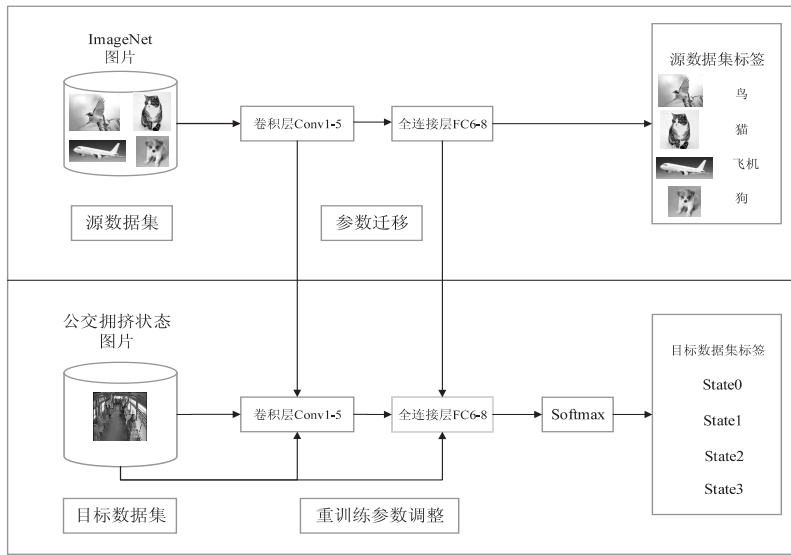 ImageNet
图片
源数据集标签
鸟
猫
飞机
狗
卷积层Conv1-5
全连接层FC6-8
源数据集
参数迁移
公交拥挤状态
图片
目标数据集标签
State0
State1
State2
State3
卷积层Conv1-5
全连接层FC6-8
Softmax
目标数据集
重训练参数调整